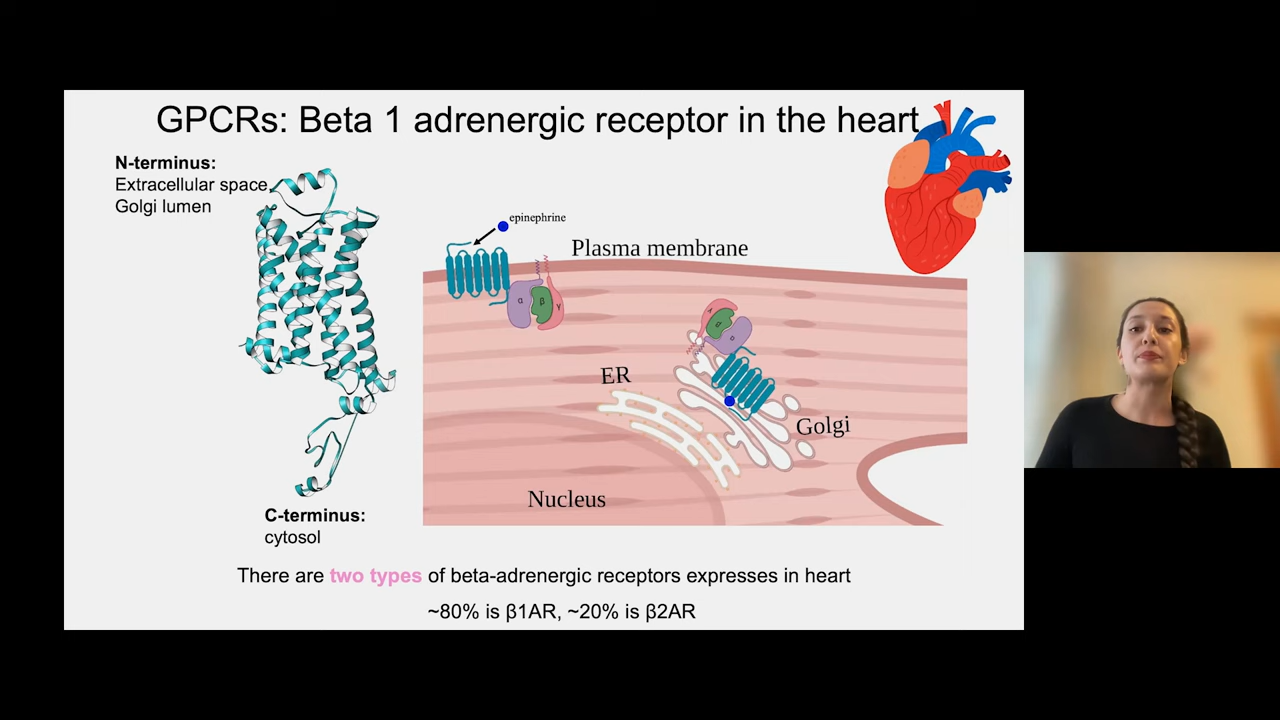 GPCRs: Beta 1 adrenergic receptor in the heart
N-terminus:
Extracellular space,
Golgi lumen
epinephrine
Plasma membrane
α
β
γ
γ
α
ER
Golgi
Nucleus
C-terminus:
cytosol
There are two types of beta-adrenergic receptors expresses in heart
~80% is β1AR, ~20% is β2AR